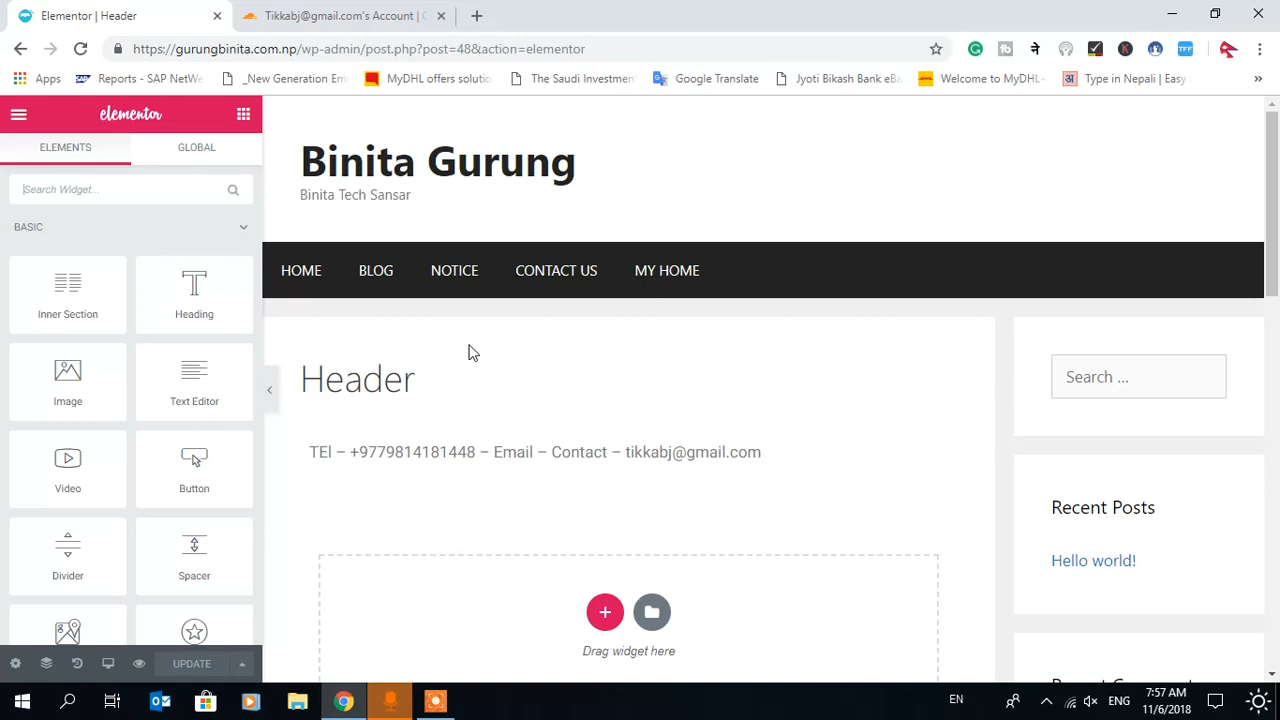 Elementor | Header
Tikkabj@gmail.com's Account | C
https://gurungbinita.com.np/wp-admin/post.php?post=48&action=elementor
Apps
Reports - SAP NetWe
_New Generation Em
MyDHL offers solutio
The Saudi Investmen
Google Translate
Jyoti Bikash Bank eBa
Welcome to MyDHL
Type in Nepali | Easy
elementor
ELEMENTS
GLOBAL
Search Widget...
BASIC
Inner Section
Heading
Image
Text Editor
Video
Button
Divider
Spacer
UPDATE
Binita Gurung
Binita Tech Sansar
HOME
BLOG
NOTICE
CONTACT US
MY HOME
Header
TEl – +9779814181448 – Email – Contact – tikkabj@gmail.com
Drag widget here
Search ...
Recent Posts
Hello world!
EN
ENG
7:57 AM
11/6/2018